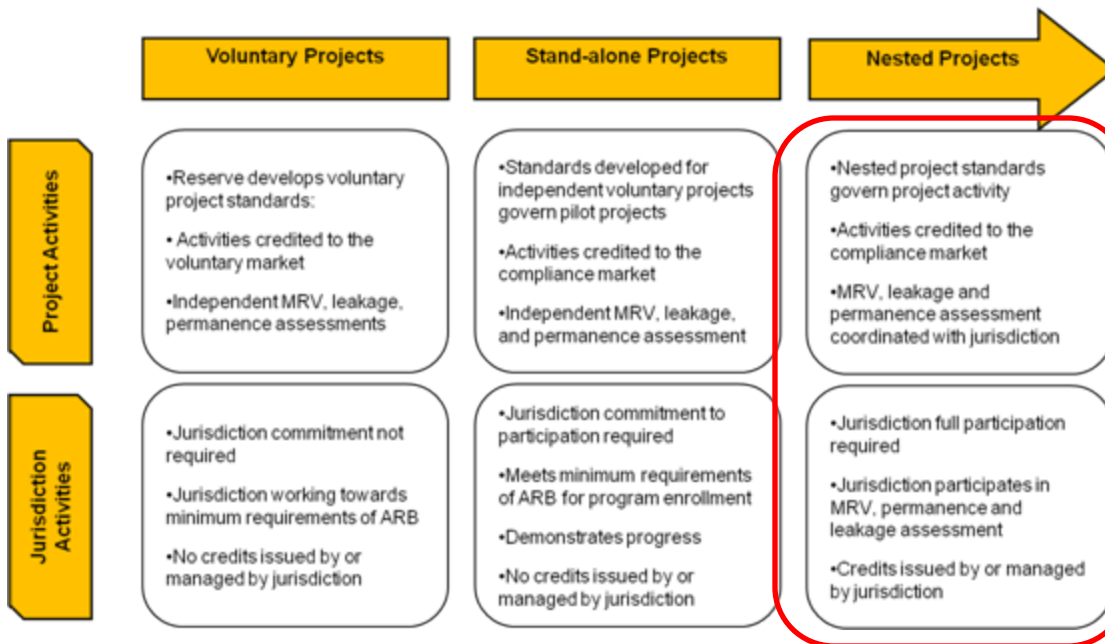 Voluntary Projects
Stand-alone Projects
Nested Projects
Project Activities
•Reserve develops voluntary
project standards:
• Activities credited to the
voluntary market
•Independent MRV, leakage,
permanence assessments
•Standards developed for
independent voluntary projects
govern pilot projects
•Activities credited to the
compliance market
•Independent MRV, leakage,
and permanence assessment
•Nested project standards
govern project activity
•Activities credited to the
compliance market
•MRV, leakage and
permanence assessment
coordinated with jurisdiction
Jurisdiction
Activities
•Jurisdiction commitment not
required
•Jurisdiction working towards
minimum requirements of ARB
•No credits issued by or
managed by jurisdiction
•Jurisdiction commitment to
participation required
•Meets minimum requirements
of ARB for program enrollment
•Demonstrates progress
•No credits issued by or
managed by jurisdiction
•Jurisdiction full participation
required
•Jurisdiction participates in
MRV, permanence and
leakage assessment
•Credits issued by or managed
by jurisdiction